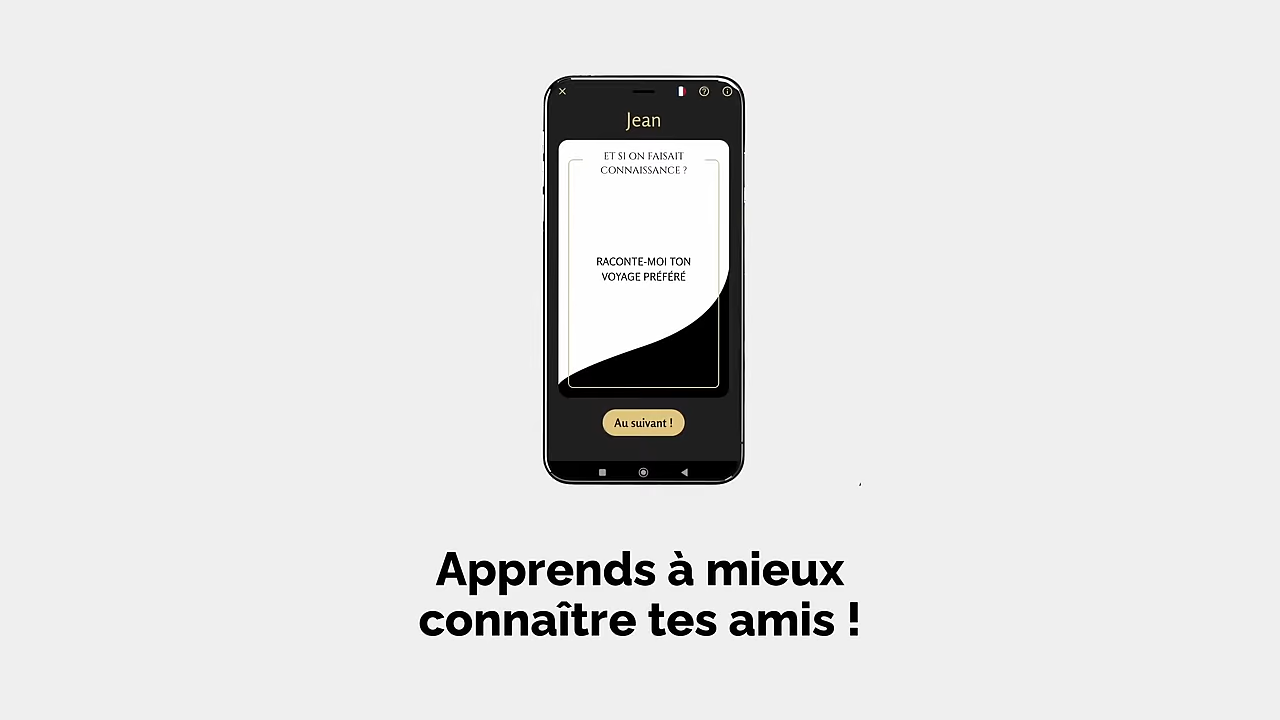 Jean
ET SI ON FAISAIT
CONNAISSANCE ?
RACONTE-MOI TON
VOYAGE PRÉFÉRÉ
Au suivant !
Apprends à mieux
connaître tes amis !